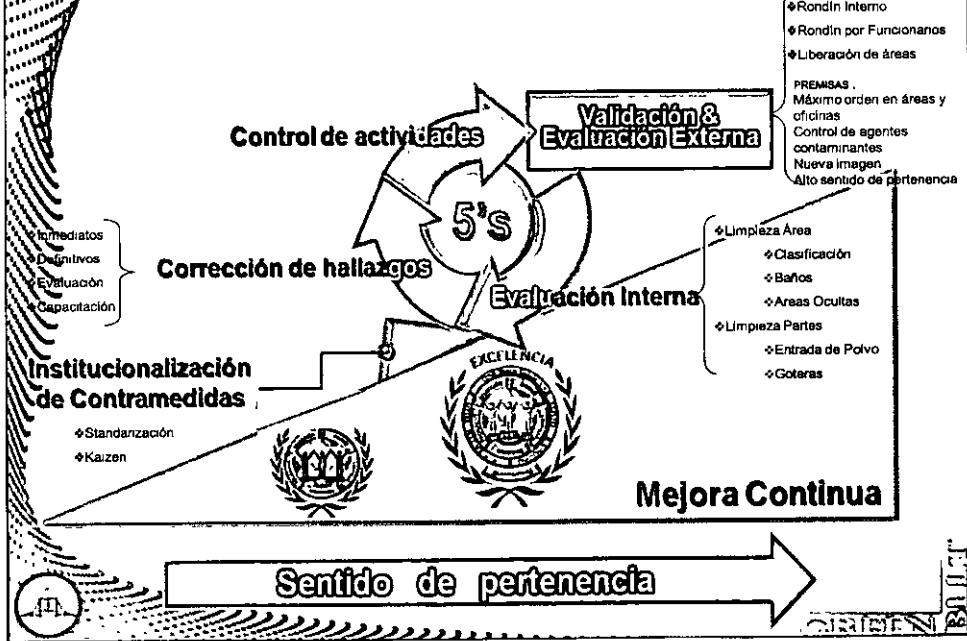 ❖Rondín Interno
❖Rondín por Funcionarios
❖Liberación de áreas
PREMISAS .
Máximo orden en áreas y
oficinas
Control de agentes
contaminantes
Nueva imagen
Alto sentido de pertenencia
Control de actividades
Validación &
Evaluación Externa
5's
❖Inmediatos
❖Definitivos
❖Evaluación
❖Capacitación
Corrección de hallazgos
Evaluación Interna
❖Limpieza Área
❖Clasificación
❖Baños
❖Areas Ocultas
❖Limpieza Partes
❖Entrada de Polvo
❖Goteras
Institucionalización
de Contramedidas
❖Standarización
❖Kaizen
EXCELENCIA
Mejora Continua
Sentido de pertenencia